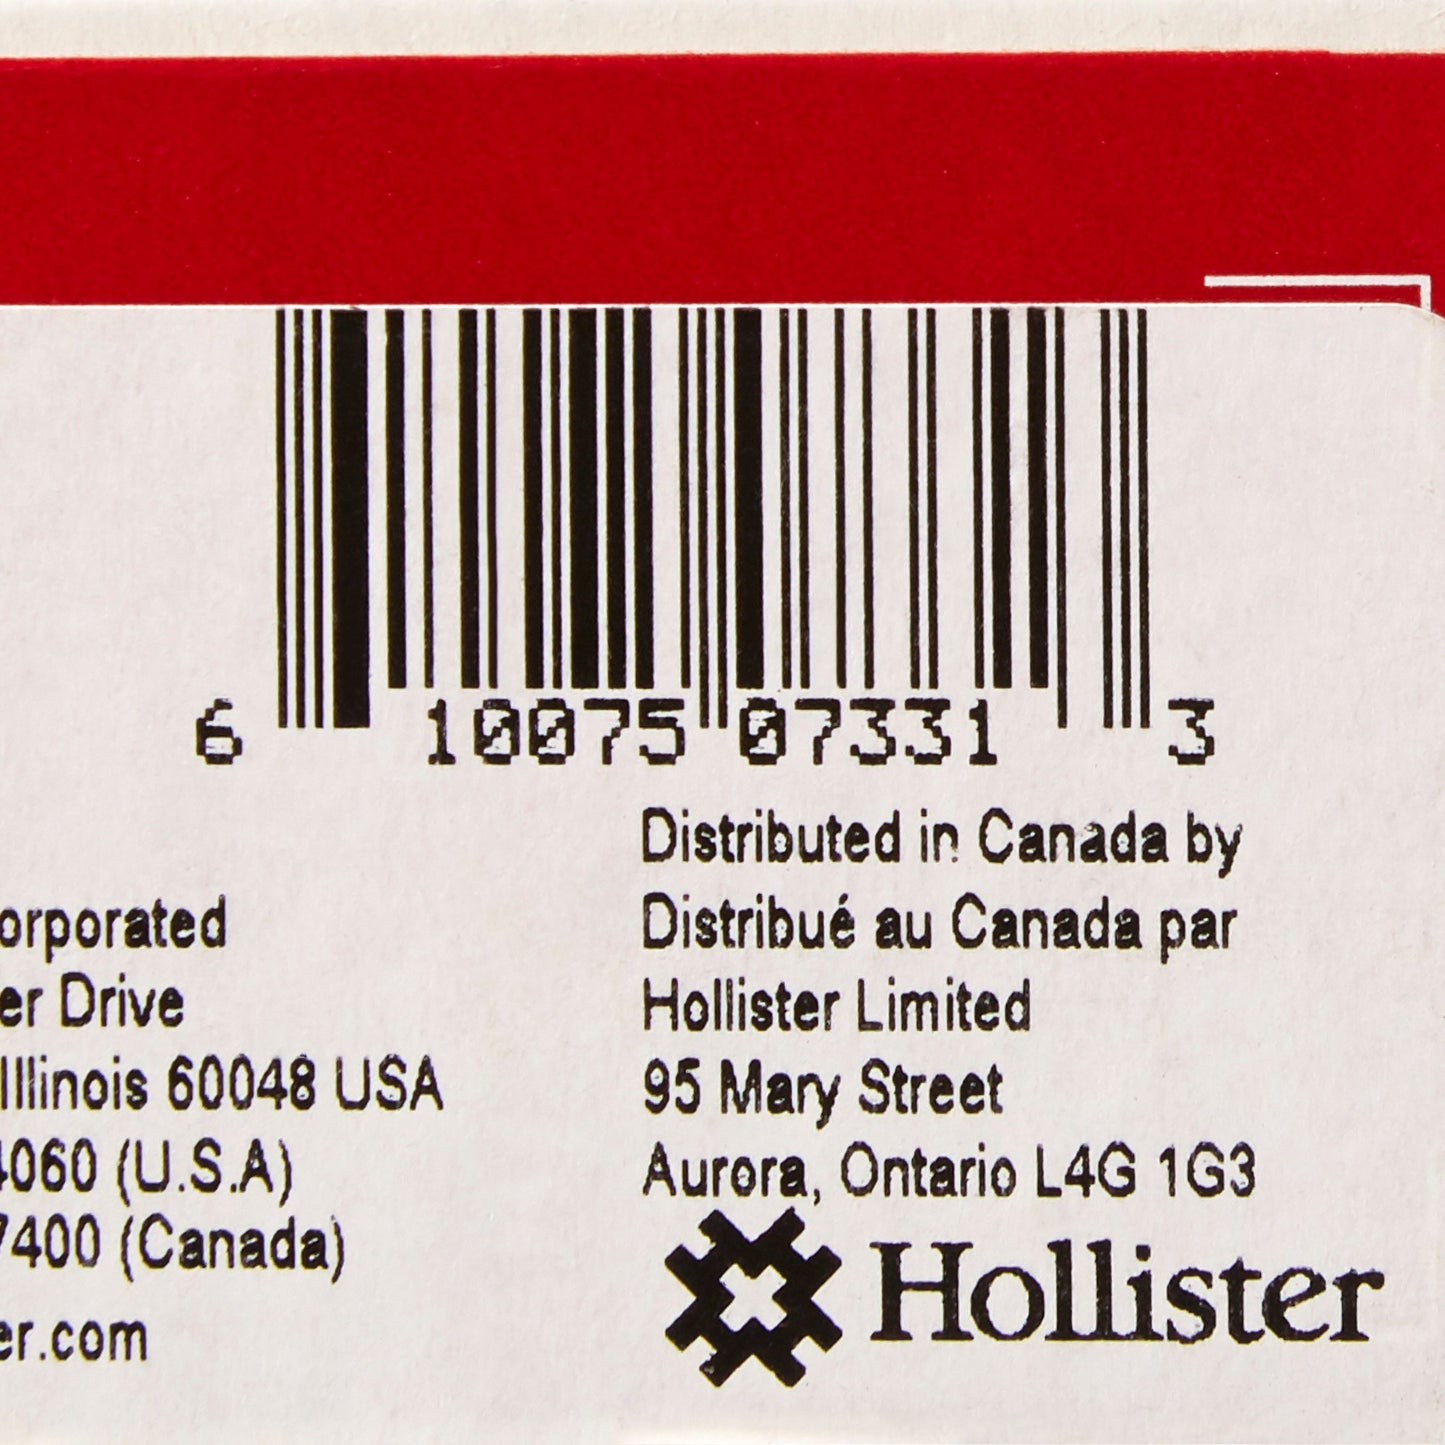 6 10075 07331 3
Distributed in Canada by
Distribué au Canada par
Hollister Limited
95 Mary Street
Aurora, Ontario L4G 1G3
Hollister
orporated
er Drive
Illinois 60048 USA
4060 (U.S.A)
7400 (Canada)
er.com